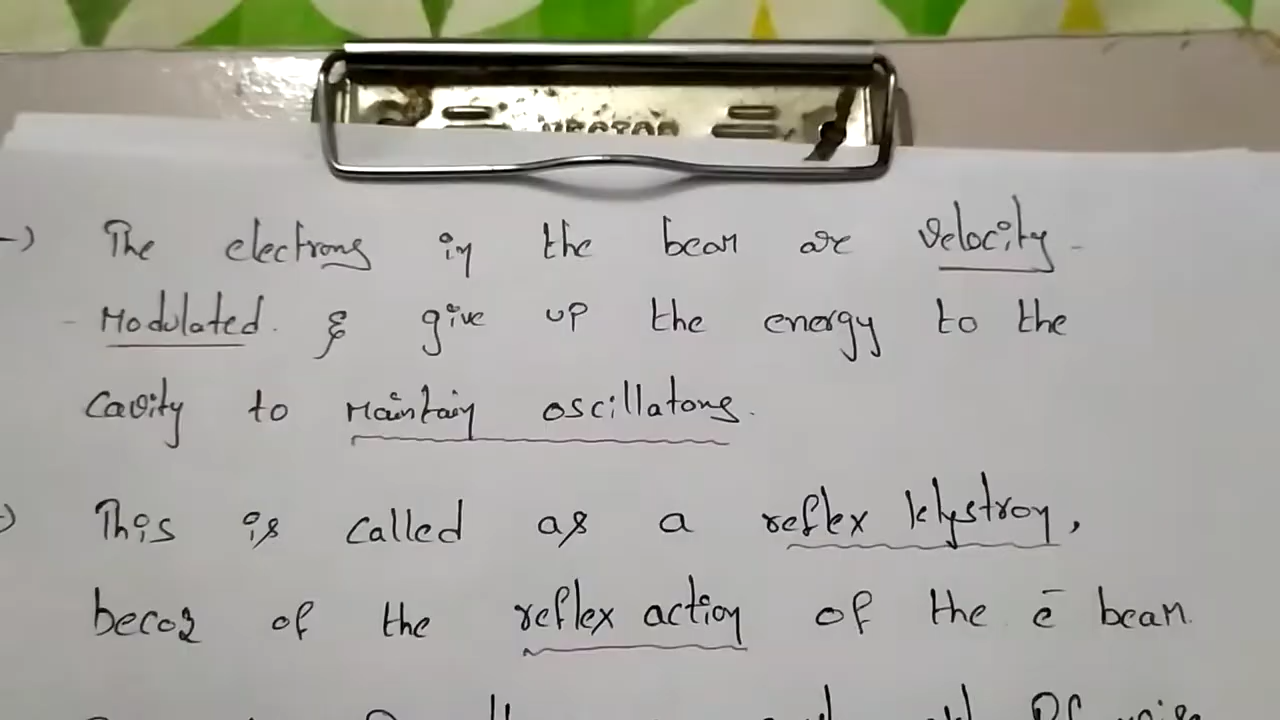 -) The electrons in the beam are velocity -
- Modulated. & give up the energy to the
Cavity to Maintain oscillatons.
-) This is called as a reflex klystron,
becoz of the reflex action of the ē beam